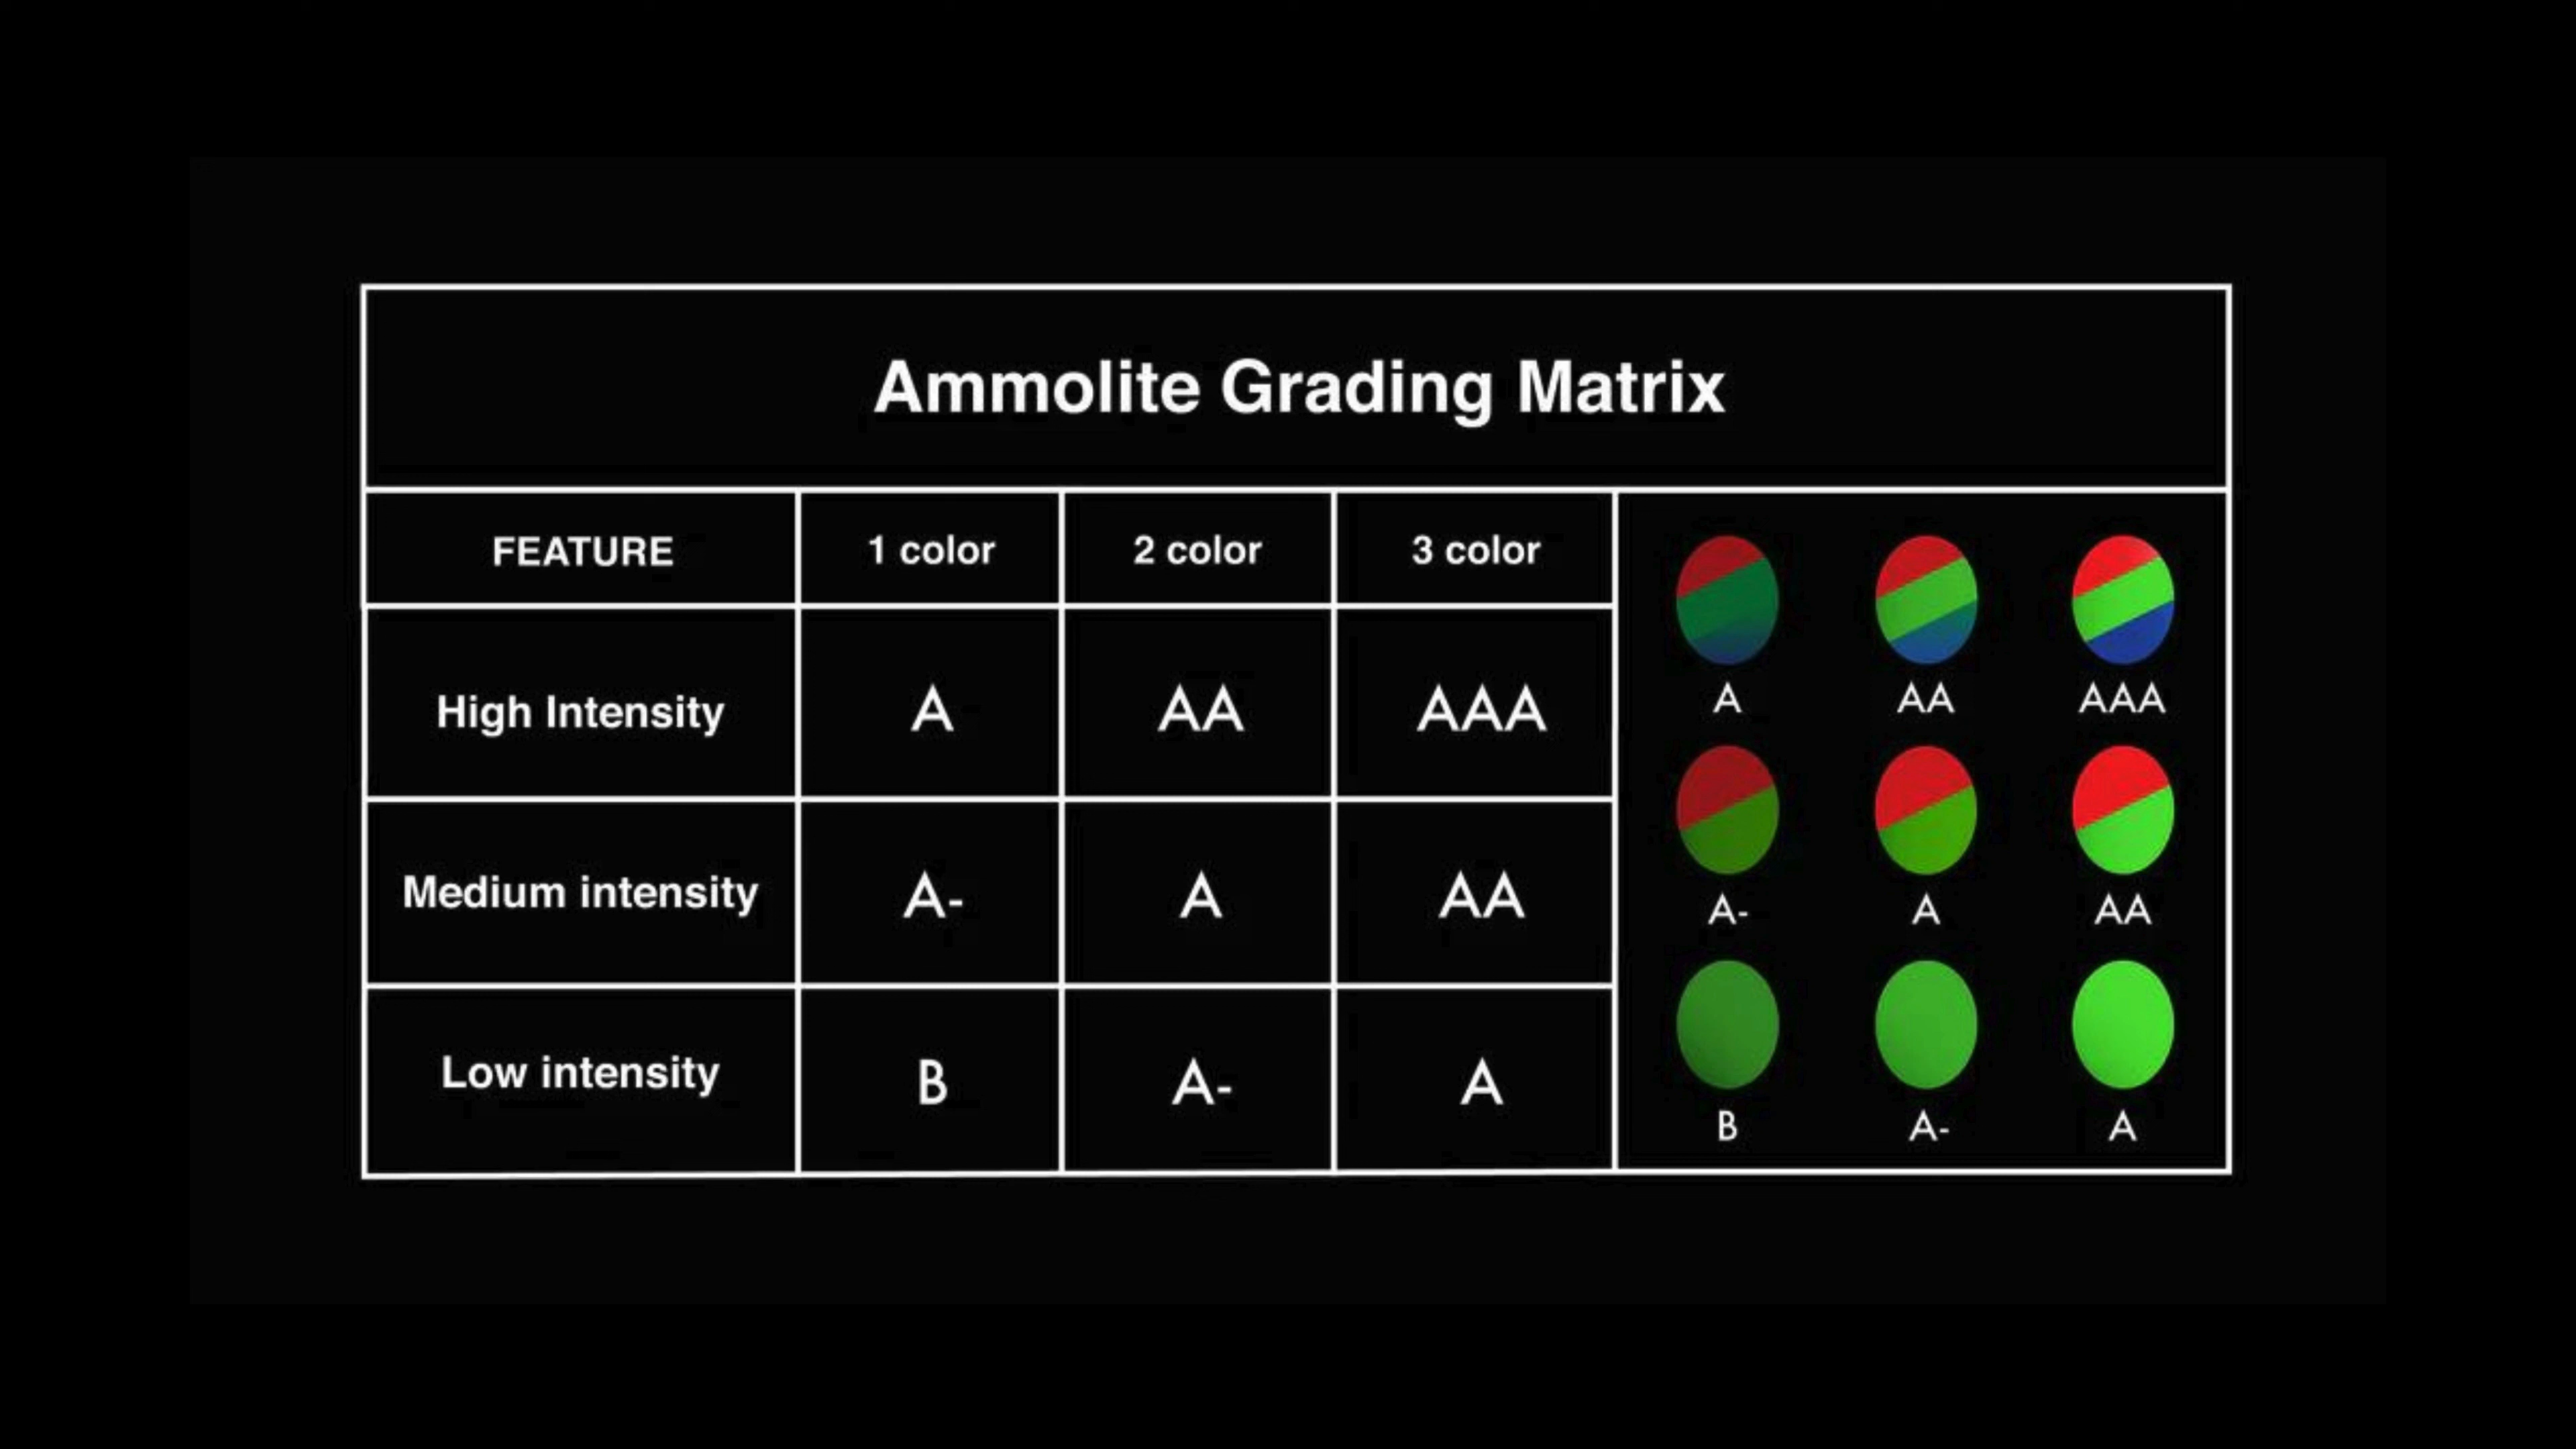 Ammolite Grading Matrix
FEATURE 1 color 2 color 3 color
High Intensity A AA AAA
Medium intensity A- A AA
Low intensity B A- A
A AA AAA
A- A AA
B A- A